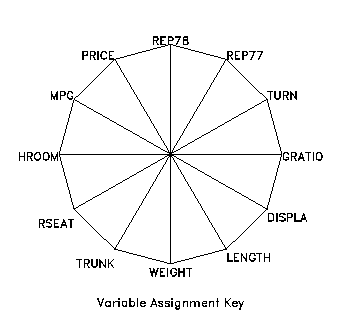 REP78
PRICE
REP77
MPG
TURN
HROOM
GRATIO
RSEAT
DISPLA
TRUNK
WEIGHT
LENGTH
Variable Assignment Key